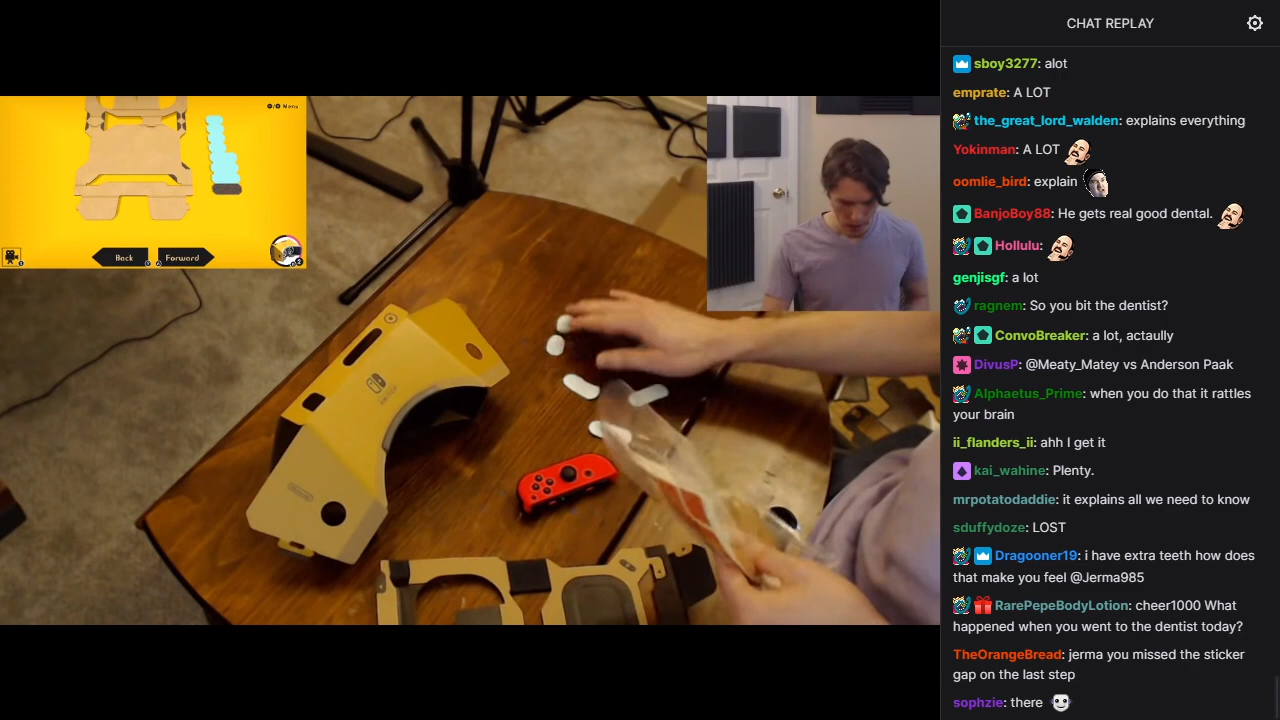 Menu
Back
Forward
CHAT REPLAY
sboy3277: alot
emprate: A LOT
the_great_lord_walden: explains everything
Yokinman: A LOT
oomlie_bird: explain
BanjoBoy88: He gets real good dental.
Hollulu:
genjisgf: a lot
ragnem: So you bit the dentist?
ConvoBreaker: a lot, actaully
DivusP: @Meaty_Matey vs Anderson Paak
Alphaetus_Prime: when you do that it rattles
your brain
ii_flanders_ii: ahh I get it
kai_wahine: Plenty.
mrpotatodaddie: it explains all we need to know
sduffydoze: LOST
Dragooner19: i have extra teeth how does
that make you feel @Jerma985
RarePepeBodyLotion: cheer1000 What
happened when you went to the dentist today?
TheOrangeBread: jerma you missed the sticker
gap on the last step
sophzie: there